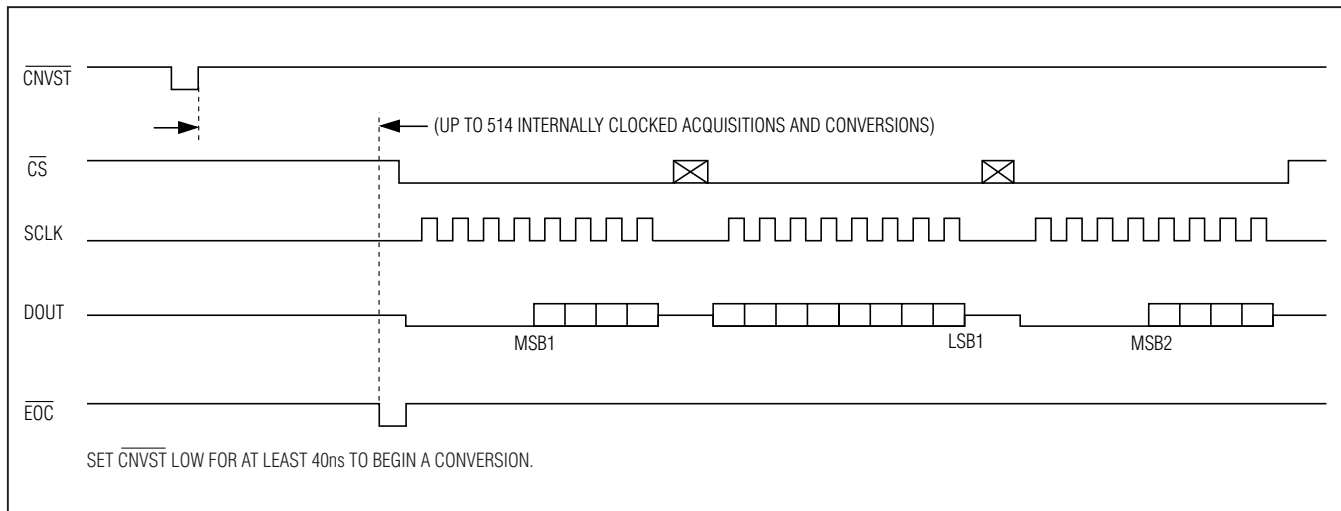 CNVST
(UP TO 514 INTERNALLY CLOCKED ACQUISITIONS AND CONVERSIONS)
CS
SCLK
DOUT
MSB1
LSB1
MSB2
EOC
SET CNVST LOW FOR AT LEAST 40ns TO BEGIN A CONVERSION.